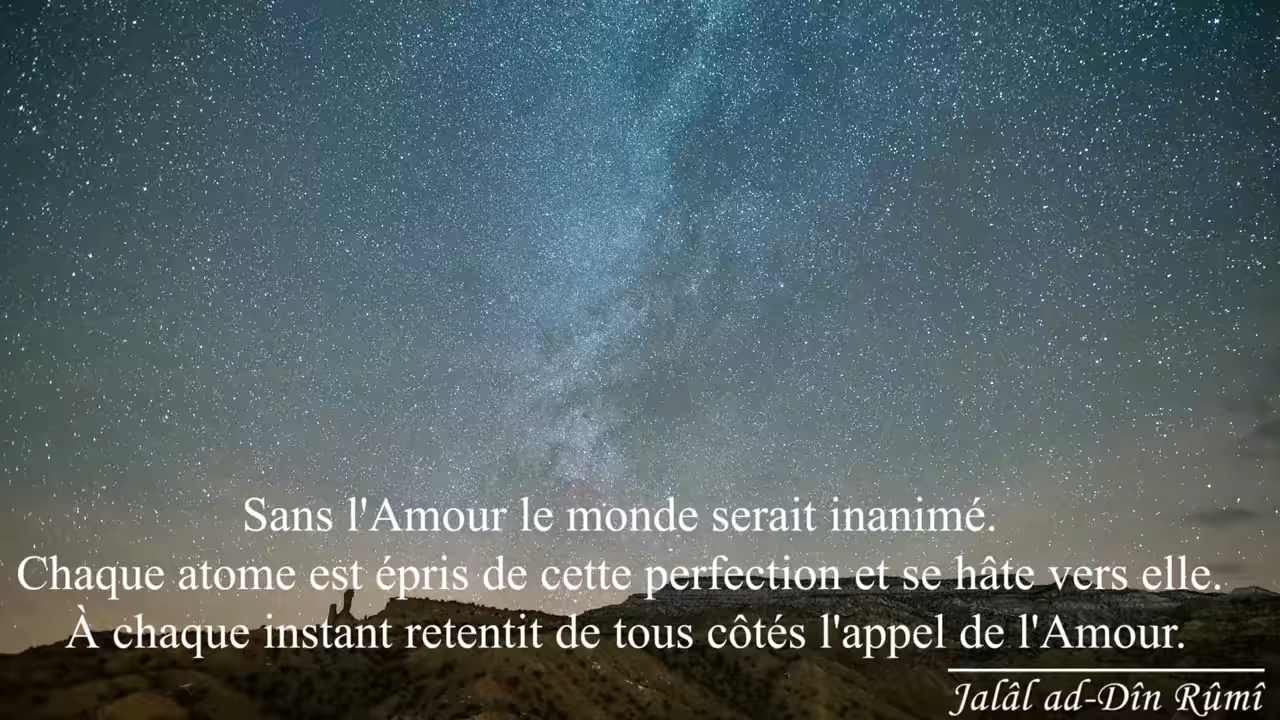 Sans l'Amour le monde serait inanimé.
Chaque atome est épris de cette perfection et se hâte vers elle.
À chaque instant retentit de tous côtés l'appel de l'Amour.
Jalâl ad-Dîn Rûmî